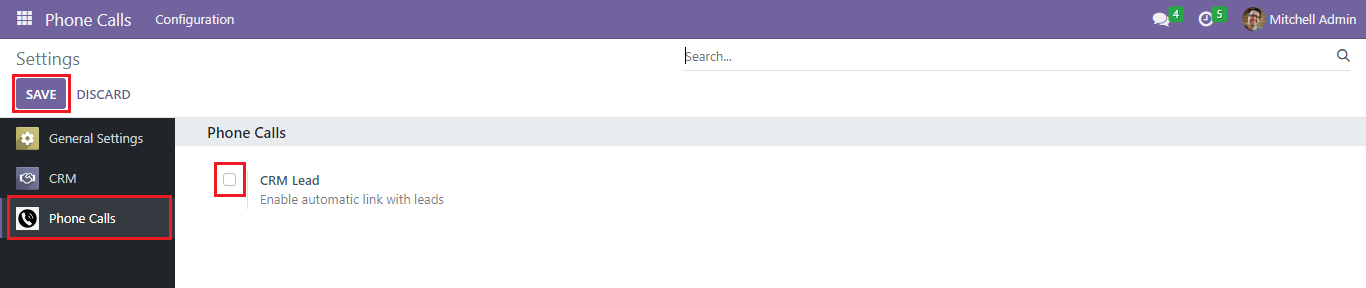 Phone Calls Configuration 4 5 Mitchell Admin
Settings Search...
SAVE DISCARD
General Settings
CRM
Phone Calls
Phone Calls
CRM Lead
Enable automatic link with leads